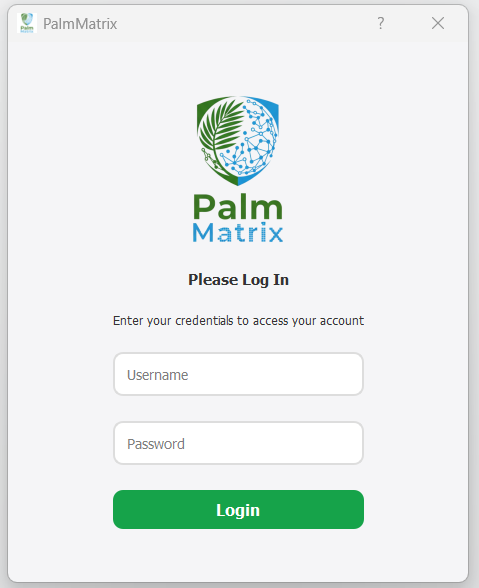 PalmMatrix ?
Palm
Matrix
Please Log In
Enter your credentials to access your account
Username
Password
Login